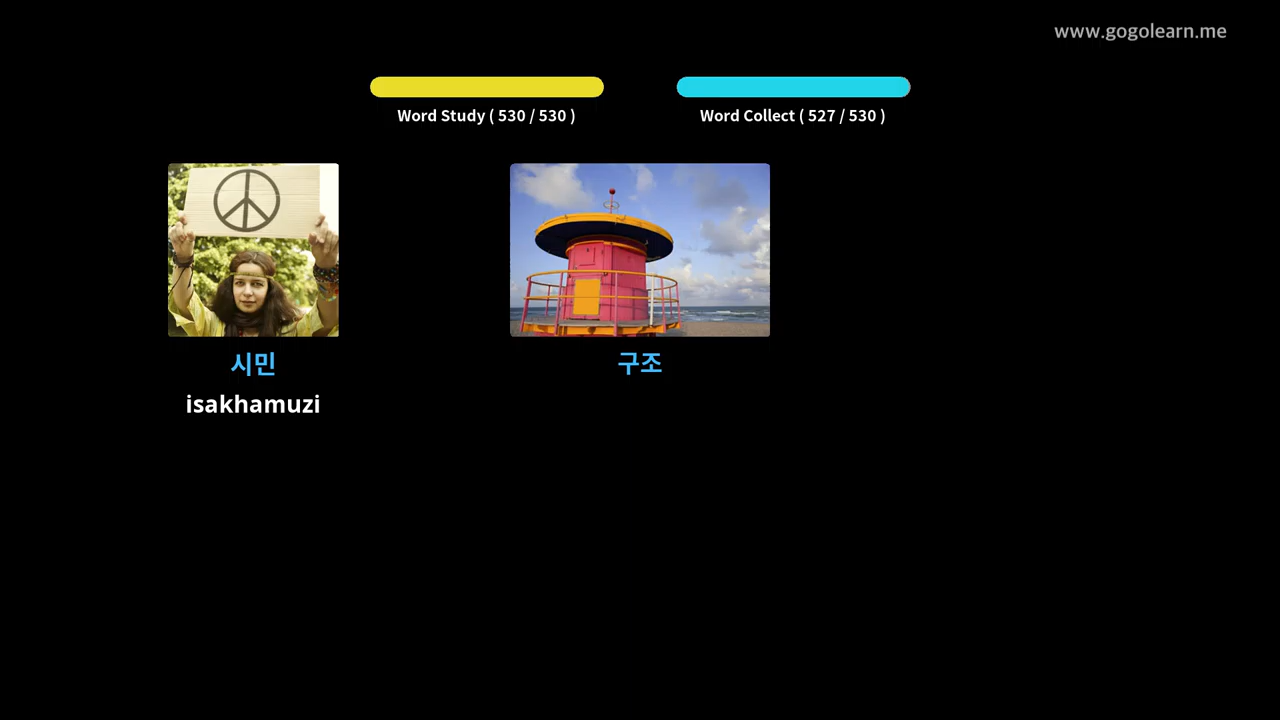 www.gogolearn.me
Word Study ( 530 / 530 )
Word Collect ( 527 / 530 )
시민
구조
isakhamuzi